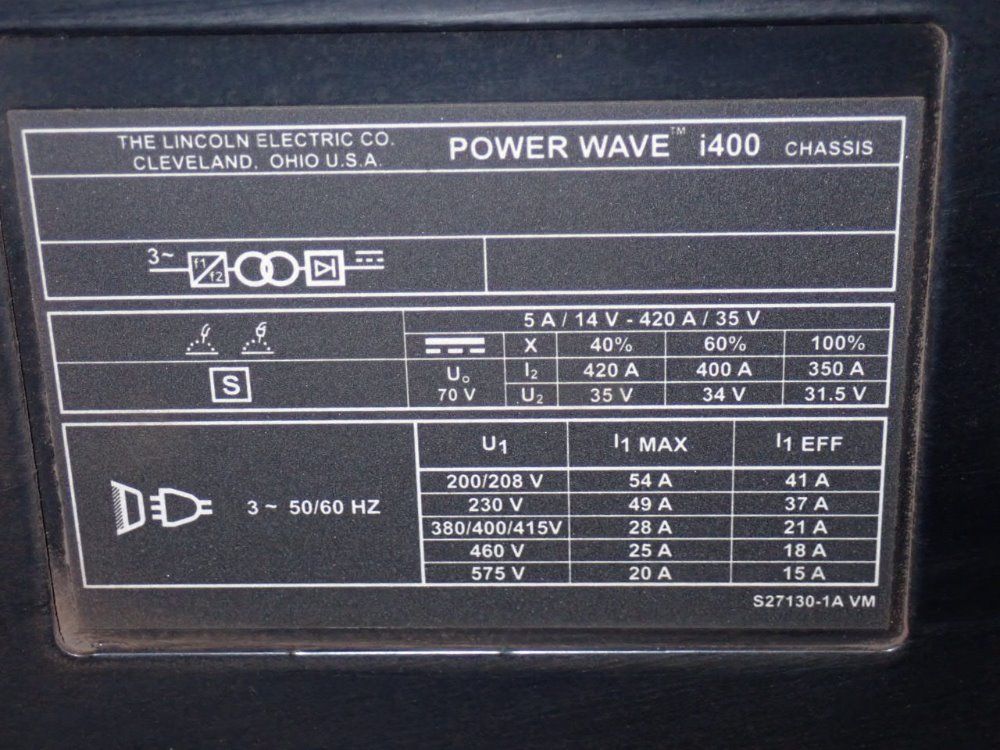 THE LINCOLN ELECTRIC CO.
CLEVELAND, OHIO U.S.A.
POWER WAVE™ i400 CHASSIS
3~ f1 f2
5 A / 14 V - 420 A / 35 V
X 40% 60% 100%
S
U₀ 70 V
I₂ 420 A 400 A 350 A
U₂ 35 V 34 V 31.5 V
3 ~ 50/60 HZ
U1 I1 MAX I1 EFF
200/208 V 54 A 41 A
230 V 49 A 37 A
380/400/415V 28 A 21 A
460 V 25 A 18 A
575 V 20 A 15 A
S27130-1A VM